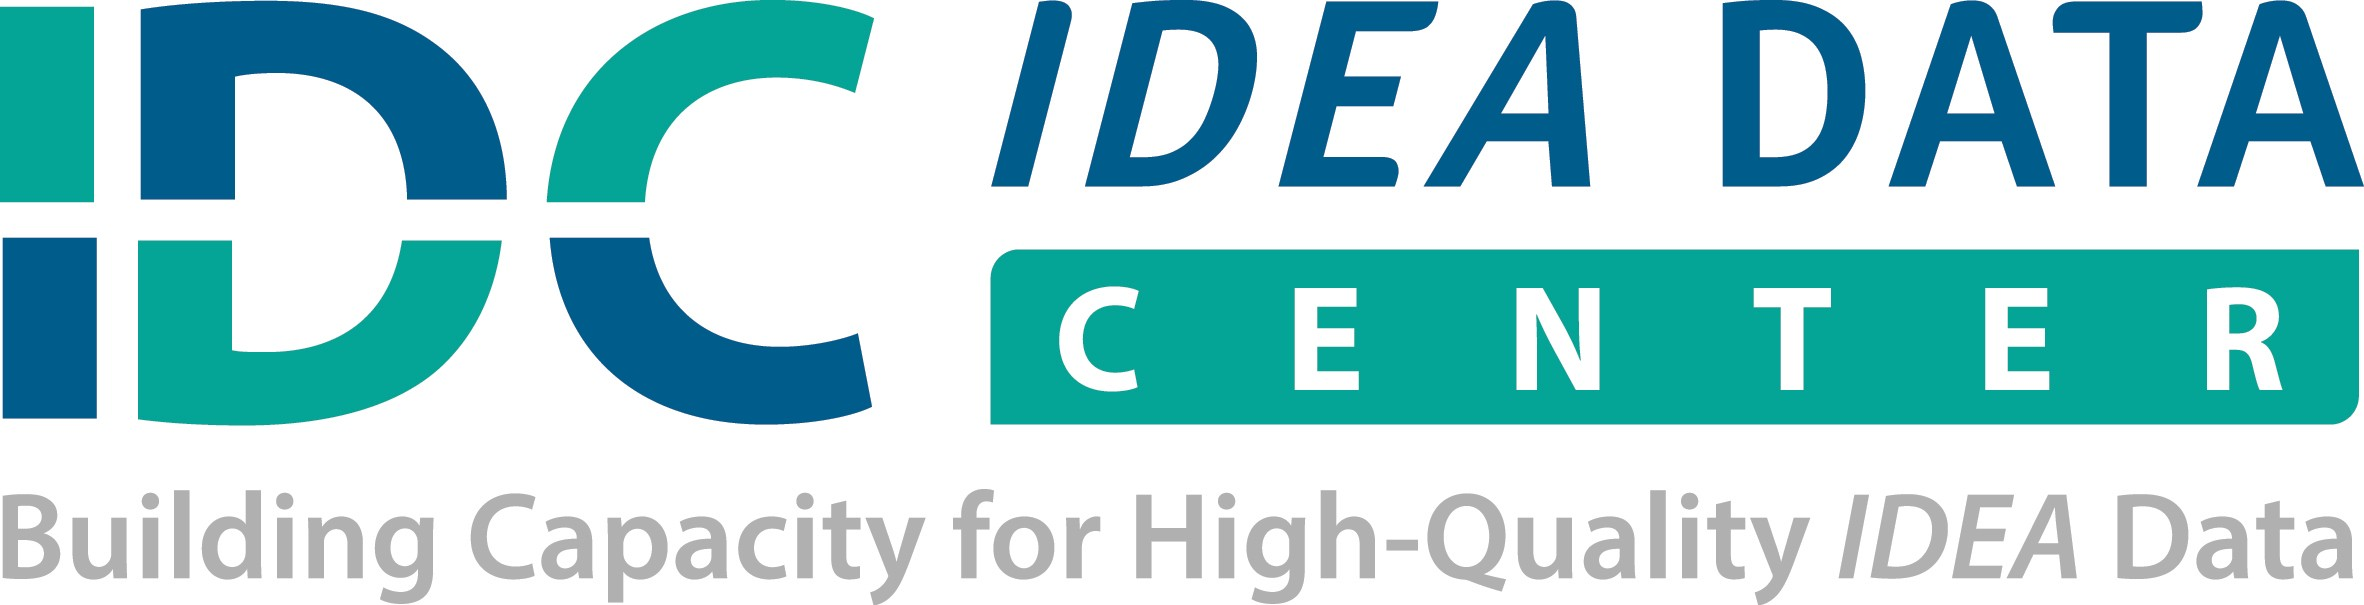 IDC
IDEA DATA
CENTER
Building Capacity for High-Quality IDEA Data